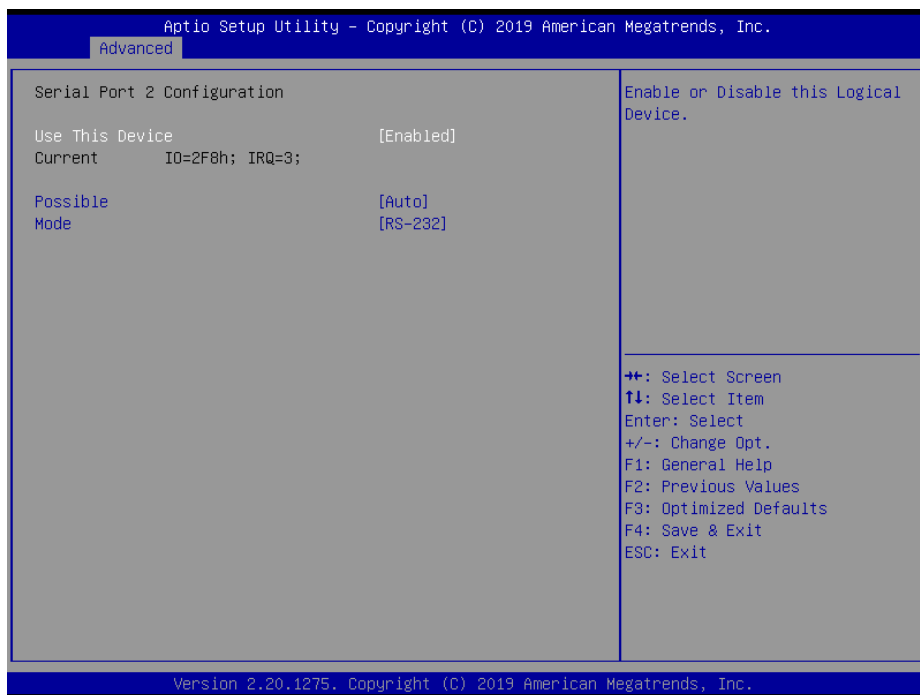 Aptio Setup Utility – Copyright (C) 2019 American Megatrends, Inc.
Advanced
Serial Port 2 Configuration
Use This Device [Enabled]
Current IO=2F8h; IRQ=3;
Possible [Auto]
Mode [RS-232]
Enable or Disable this Logical
Device.
→←: Select Screen
↑↓: Select Item
Enter: Select
+/-: Change Opt.
F1: General Help
F2: Previous Values
F3: Optimized Defaults
F4: Save & Exit
ESC: Exit
Version 2.20.1275. Copyright (C) 2019 American Megatrends, Inc.